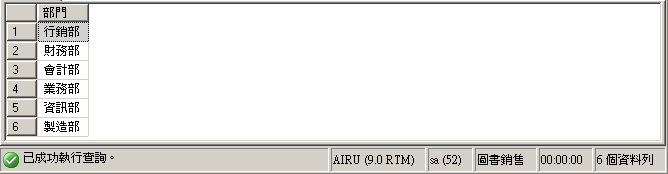 部門
1 行銷部
2 財務部
3 會計部
4 業務部
5 資訊部
6 製造部
已成功執行查詢。 AIRU (9.0 RTM) sa (52) 圖書銷售 00:00:00 6 個資料列